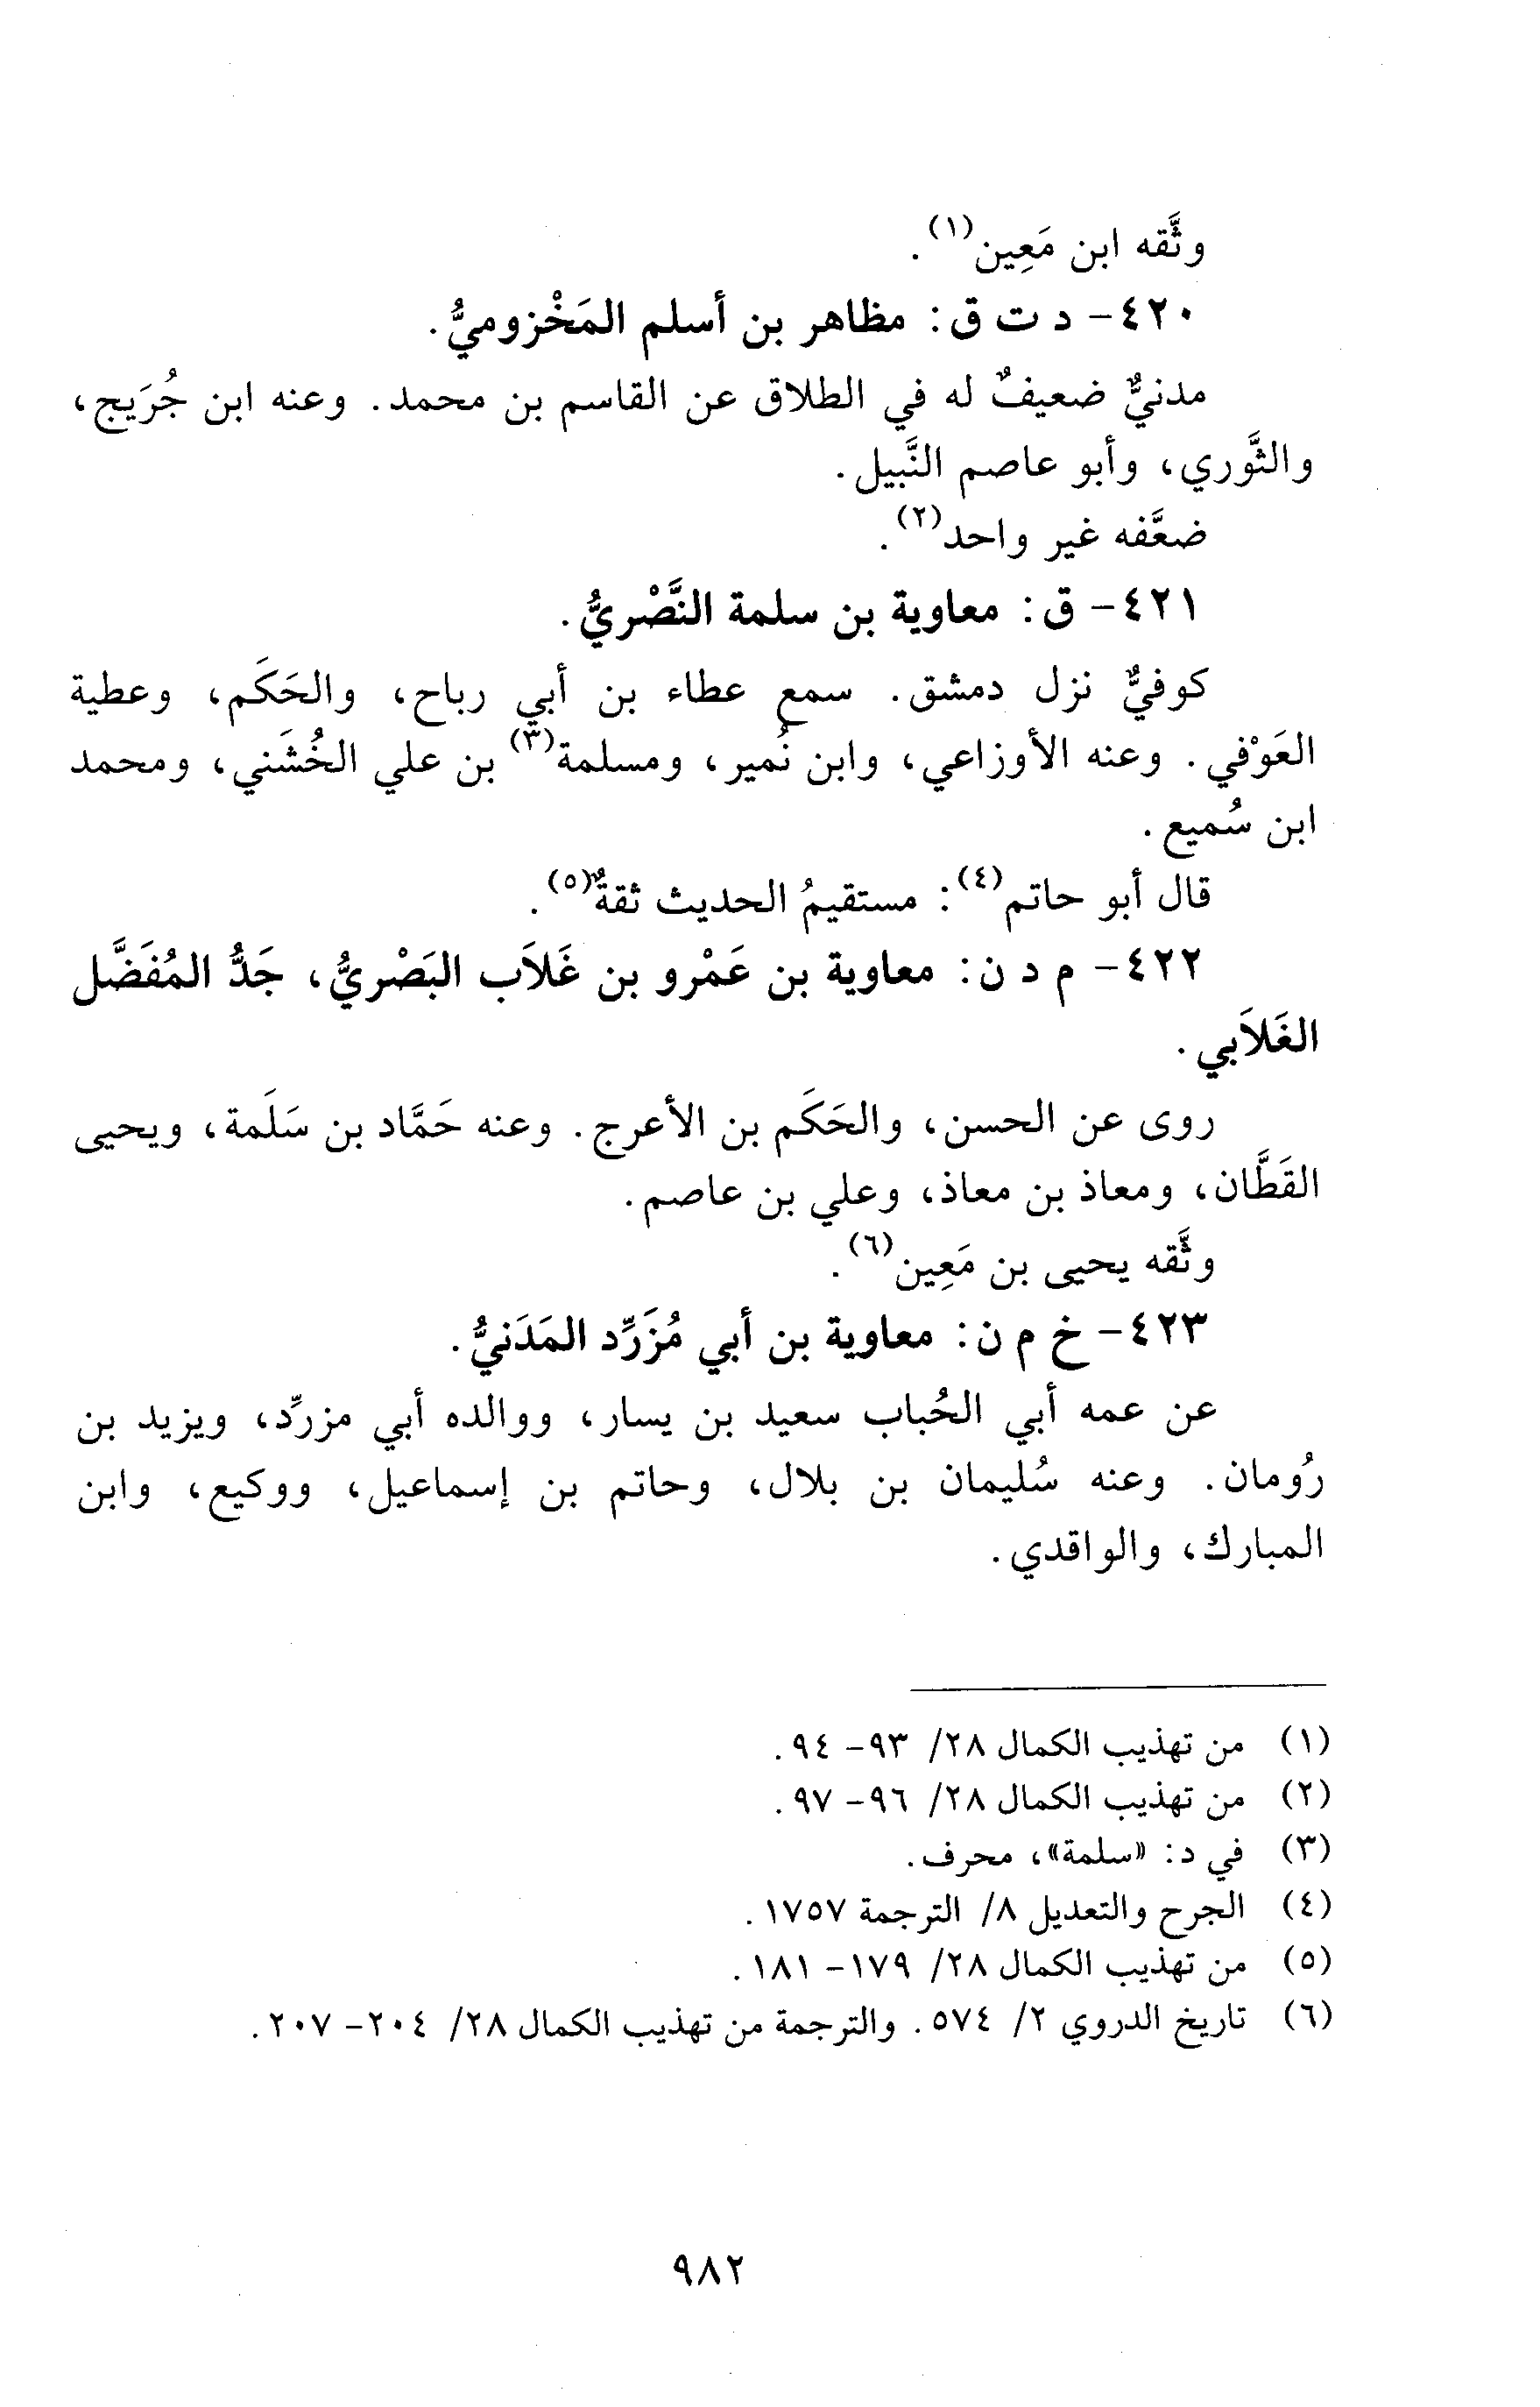 وثَّقه ابن مَعِين(١).
٤٢٠- د ت ق: مظاهر بن أسلم المَخْزوميُّ.
مدنيٌّ ضعيفٌ له في الطلاق عن القاسم بن محمد. وعنه ابن جُرَيج،
والثَّوري، وأبو عاصم النَّبيل.
ضعَّفه غير واحد(٢).
٤٢١- ق: معاوية بن سلمة النَّصْريُّ.
كوفيٌّ نزل دمشق. سمع عطاء بن أبي رباح، والحَكَم، وعطية
العَوْفي. وعنه الأوزاعي، وابن نُمير، ومسلمة(٣) بن علي الخُشَني، ومحمد
ابن سُميع.
قال أبو حاتم(٤): مستقيمُ الحديث ثقةٌ(٥).
٤٢٢- م د ن: معاوية بن عَمْرو بن غَلاَب البَصْريُّ، جَدُّ المُفَضَّل
الغَلاَبي.
روى عن الحسن، والحَكَم بن الأعرج. وعنه حَمَّاد بن سَلَمة، ويحيى
القَطَّان، ومعاذ بن معاذ، وعلي بن عاصم.
وثَّقه يحيى بن مَعِين(٦).
٤٢٣- خ م ن: معاوية بن أبي مُزَرِّد المَدَنيُّ.
عن عمه أبي الحُباب سعيد بن يسار، ووالده أبي مزرِّد، ويزيد بن
رُومان. وعنه سُليمان بن بلال، وحاتم بن إسماعيل، ووكيع، وابن
المبارك، والواقدي.
(١) من تهذيب الكمال ٢٨/ ٩٣- ٩٤.
(٢) من تهذيب الكمال ٢٨/ ٩٦- ٩٧.
(٣) في د: «سلمة»، محرف.
(٤) الجرح والتعديل ٨/ الترجمة ١٧٥٧.
(٥) من تهذيب الكمال ٢٨/ ١٧٩- ١٨١.
(٦) تاريخ الدروي ٢/ ٥٧٤. والترجمة من تهذيب الكمال ٢٨/ ٢٠٤- ٢٠٧.
٩٨٢